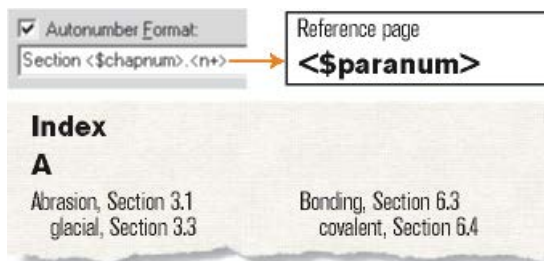 Autonumber Format:
Section <$chapnum>.<n+>
Reference page
<$paranum>
Index
A
Abrasion, Section 3.1
glacial, Section 3.3
Bonding, Section 6.3
covalent, Section 6.4